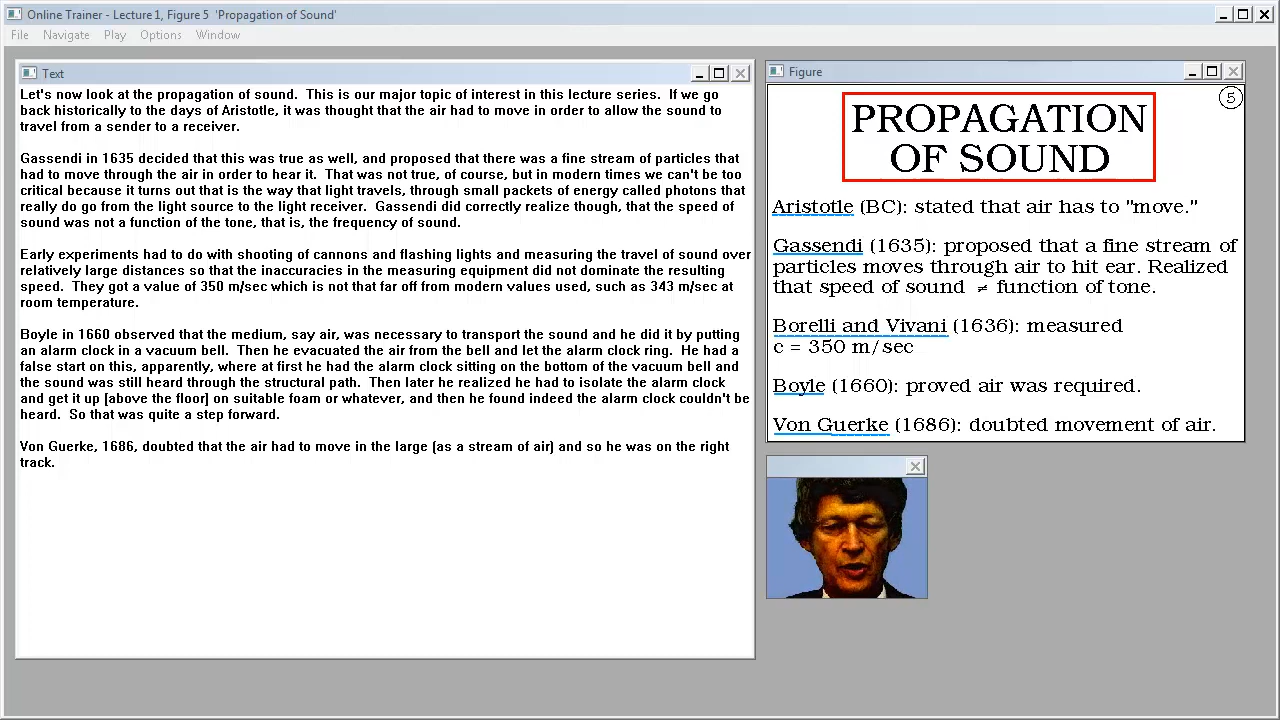 Online Trainer - Lecture 1, Figure 5  'Propagation of Sound'
File Navigate Play Options Window
Text
Let's now look at the propagation of sound.  This is our major topic of interest in this lecture series.  If we go
back historically to the days of Aristotle, it was thought that the air had to move in order to allow the sound to
travel from a sender to a receiver.
Gassendi in 1635 decided that this was true as well, and proposed that there was a fine stream of particles that
had to move through the air in order to hear it.  That was not true, of course, but in modern times we can't be too
critical because it turns out that is the way that light travels, through small packets of energy called photons that
really do go from the light source to the light receiver.  Gassendi did correctly realize though, that the speed of
sound was not a function of the tone, that is, the frequency of sound.
Early experiments had to do with shooting of cannons and flashing lights and measuring the travel of sound over
relatively large distances so that the inaccuracies in the measuring equipment did not dominate the resulting
speed.  They got a value of 350 m/sec which is not that far off from modern values used, such as 343 m/sec at
room temperature.
Boyle in 1660 observed that the medium, say air, was necessary to transport the sound and he did it by putting
an alarm clock in a vacuum bell.  Then he evacuated the air from the bell and let the alarm clock ring.  He had a
false start on this, apparently, where at first he had the alarm clock sitting on the bottom of the vacuum bell and
the sound was still heard through the structural path.  Then later he realized he had to isolate the alarm clock
and get it up [above the floor] on suitable foam or whatever, and then he found indeed the alarm clock couldn't be
heard.  So that was quite a step forward.
Von Guerke, 1686, doubted that the air had to move in the large [as a stream of air] and so he was on the right
track.
Figure
5
PROPAGATION
OF SOUND
Aristotle (BC): stated that air has to "move."
Gassendi (1635): proposed that a fine stream of
particles moves through air to hit ear. Realized
that speed of sound ≠ function of tone.
Borelli and Vivani (1636): measured
c = 350 m/sec
Boyle (1660): proved air was required.
Von Guerke (1686): doubted movement of air.